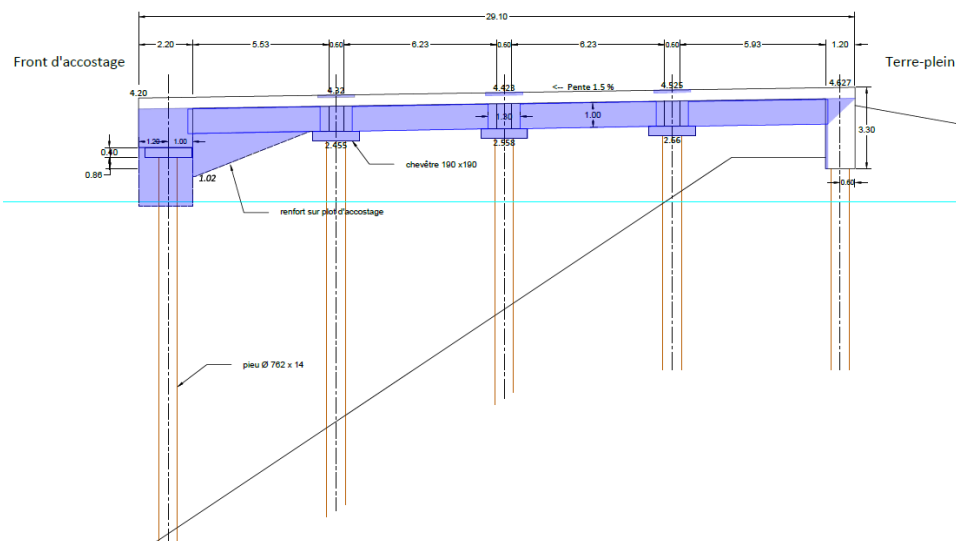 29.10
2.20 5.53 0.60 6.23 0.60 6.23 0.60 5.93 1.20
Front d'accostage
Terre-plein
4.20 4.32 4.428 <-- Pente 1.5 % 4.525 4.627
1.80 1.00
3.30
1.20 1.00
0.40
0.86
1.02
2.455 2.558 2.66
chevêtre 190 x190
0.60
renfort sur plot d'accostage
pieu Ø 762 x 14